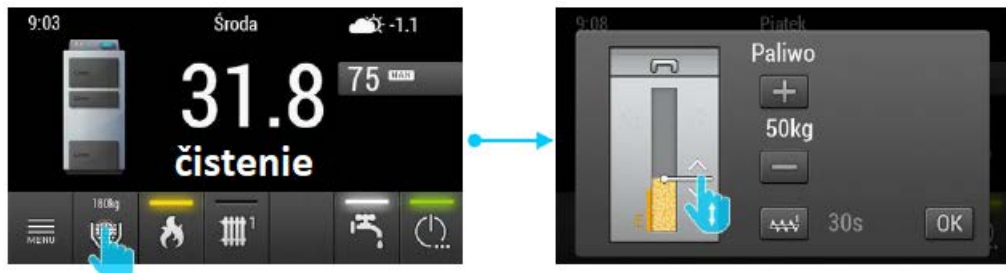 9:03 Środa -1.1
75 MAN
31.8
čistenie
180kg
MENU
1
9:08 Piatek
Paliwo
50kg
30s OK